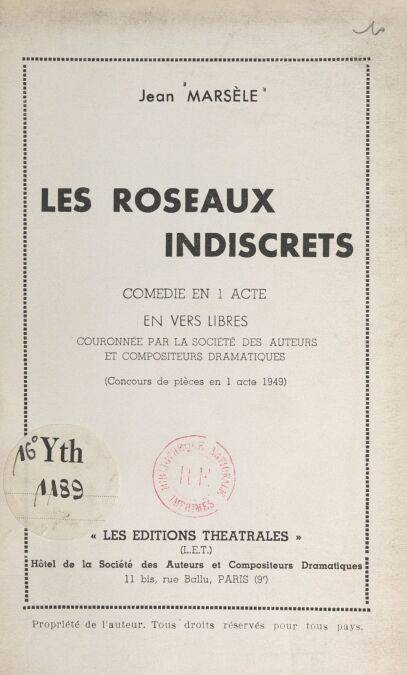 Jean "MARSÈLE"
LES ROSEAUX
INDISCRETS
COMEDIE EN 1 ACTE
EN VERS LIBRES
COURONNÉE PAR LA SOCIÉTÉ DES AUTEURS
ET COMPOSITEURS DRAMATIQUES
(Concours de pièces en 1 acte 1949)
16° Yth
1189
BIBLIOTHÈQUE NATIONALE
R.F.
IMPRIMÉS
« LES EDITIONS THEATRALES »
(L.E.T.)
Hôtel de la Société des Auteurs et Compositeurs Dramatiques
11 bis, rue Ballu, PARIS (9ᵉ)
Propriété de l'auteur. Tous droits réservés pour tous pays.